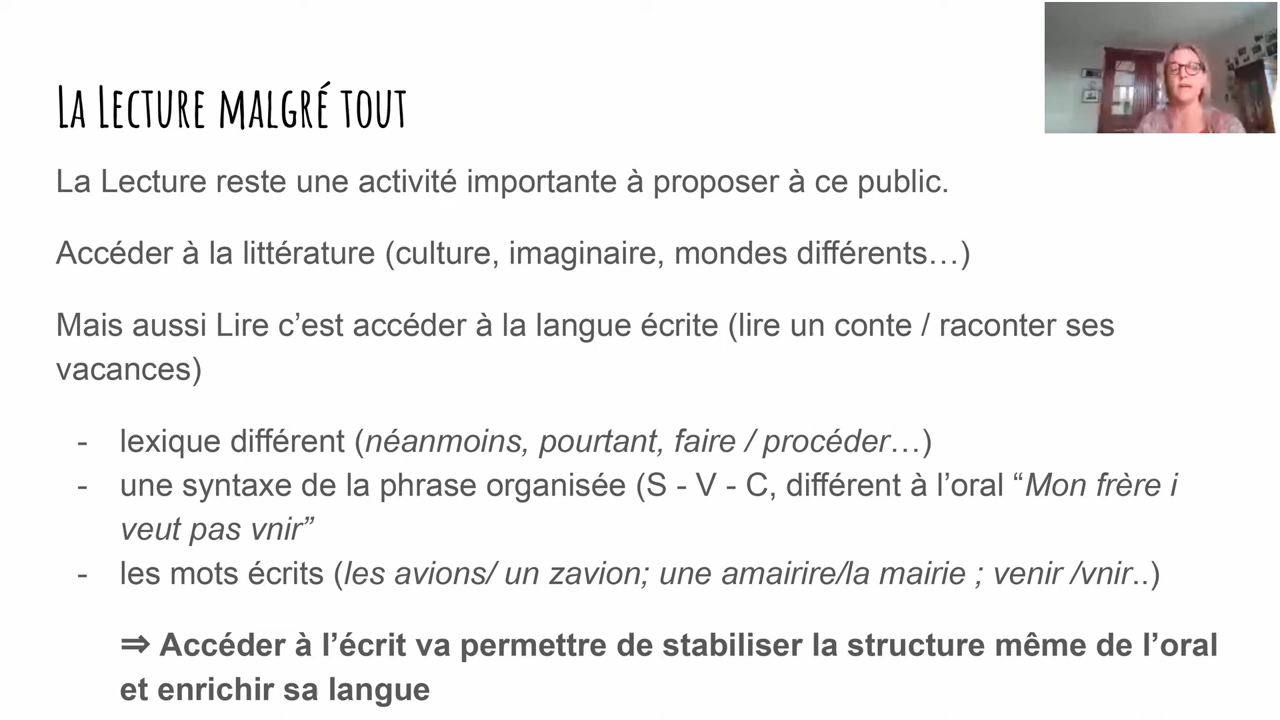 La Lecture malgré tout
La Lecture reste une activité importante à proposer à ce public.
Accéder à la littérature (culture, imaginaire, mondes différents…)
Mais aussi Lire c’est accéder à la langue écrite (lire un conte / raconter ses
vacances)
- lexique différent (néanmoins, pourtant, faire / procéder…)
- une syntaxe de la phrase organisée (S - V - C, différent à l’oral “Mon frère i
veut pas vnir”
- les mots écrits (les avions/ un zavion; une amairire/la mairie ; venir /vnir..)
⇒ Accéder à l’écrit va permettre de stabiliser la structure même de l’oral
et enrichir sa langue